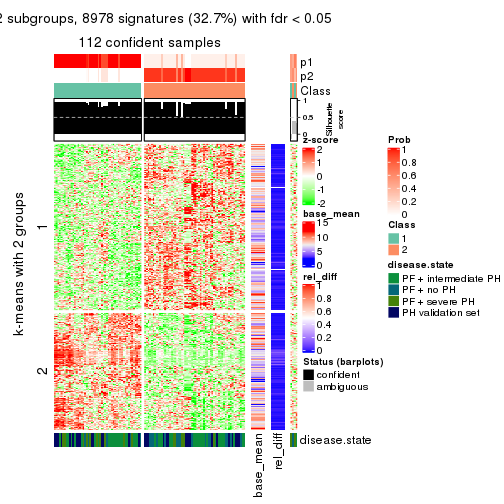 2 subgroups, 8978 signatures (32.7%) with fdr < 0.05
112 confident samples
p1
p2
Class
1
0.5
0
Silhouette
score
k-means with 2 groups
1
2
z-score
2
1
0
-1
-2
base_mean
15
10
5
0
rel_diff
1
0.8
0.6
0.4
0.2
0
Status (barplots)
confident
ambiguous
Prob
1
0.8
0.6
0.4
0.2
0
Class
1
2
disease.state
PF+ intermediate PH
PF+ no PH
PF+ severe PH
PH validation set
disease.state
base_mean
rel_diff